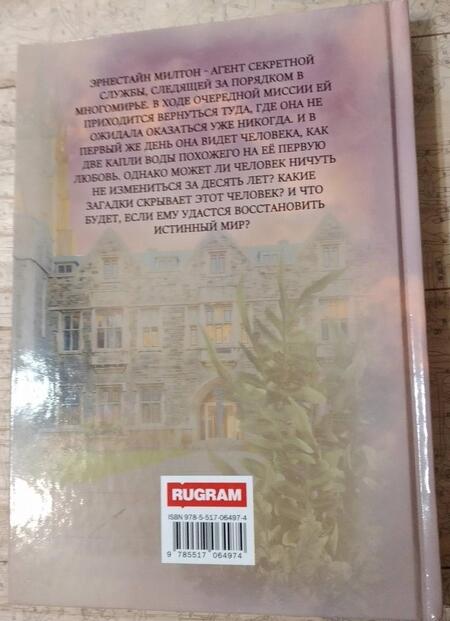 ЭРНЕСТАЙН МИЛТОН - АГЕНТ СЕКРЕТНОЙ
СЛУЖБЫ, СЛЕДЯЩЕЙ ЗА ПОРЯДКОМ В
МНОГОМИРЬЕ. В ХОДЕ ОЧЕРЕДНОЙ МИССИИ ЕЙ
ПРИХОДИТСЯ ВЕРНУТЬСЯ ТУДА, ГДЕ ОНА НЕ
ОЖИДАЛА ОКАЗАТЬСЯ УЖЕ НИКОГДА. И В
ПЕРВЫЙ ЖЕ ДЕНЬ ОНА ВИДЕТ ЧЕЛОВЕКА, КАК
ДВЕ КАПЛИ ВОДЫ ПОХОЖЕГО НА ЕЁ ПЕРВУЮ
ЛЮБОВЬ. ОДНАКО МОЖЕТ ЛИ ЧЕЛОВЕК НИЧУТЬ
НЕ ИЗМЕНИТЬСЯ ЗА ДЕСЯТЬ ЛЕТ? КАКИЕ
ЗАГАДКИ СКРЫВАЕТ ЭТОТ ЧЕЛОВЕК? И ЧТО
БУДЕТ, ЕСЛИ ЕМУ УДАСТСЯ ВОССТАНОВИТЬ
ИСТИННЫЙ МИР?
RUGRAM
ISBN 978-5-517-06497-4
9 785517 064974